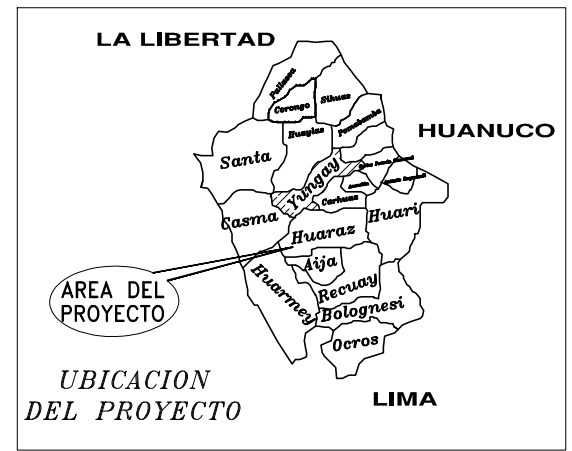 LA LIBERTAD
Pallasca
Corongo
Sihuas
Pomabamba
HUANUCO
Huaylas
Santa
Yungay
Carhuaz
Casma
Huari
Huaraz
Aija
AREA DEL
PROYECTO
Huarmey
Recuay
Bolognesi
Ocros
UBICACION
DEL PROYECTO
LIMA